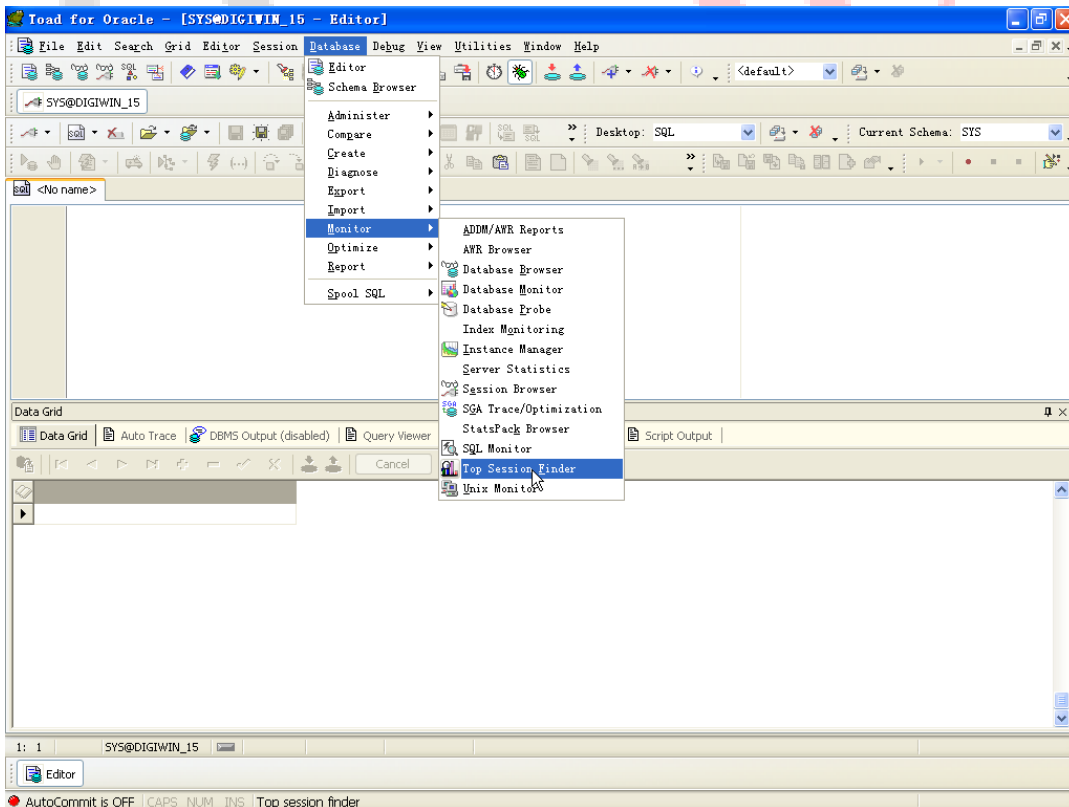 Toad for Oracle - [SYS@DIGIWIN_15 - Editor]
File Edit Search Grid Editor Session Database Debug View Utilities Window Help
<default>
SYS@DIGIWIN_15
Desktop: SQL
Current Schema: SYS
<No name>
Editor
Schema Browser
Administer
Compare
Create
Diagnose
Export
Import
Monitor
Optimize
Report
Spool SQL
ADDM/AWR Reports
AWR Browser
Database Browser
Database Monitor
Database Probe
Index Monitoring
Instance Manager
Server Statistics
Session Browser
SGA Trace/Optimization
StatsPack Browser
SQL Monitor
Top Session Finder
Unix Monitor
Data Grid
Data Grid Auto Trace DBMS Output (disabled) Query Viewer Script Output
Cancel
1: 1 SYS@DIGIWIN_15
Editor
AutoCommit is OFF CAPS NUM INS Top session finder